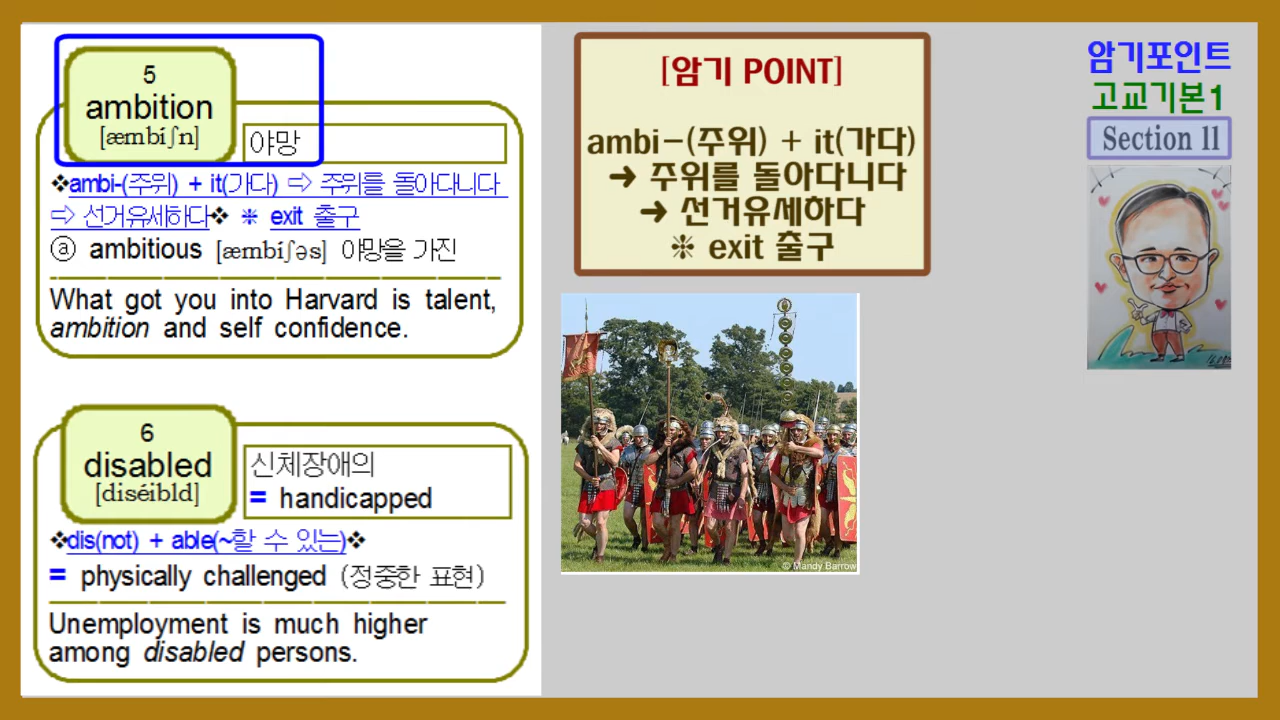 5
ambition
[æmbíʃn]
야망
❖ambi-(주위) + it(가다) ⇨ 주위를 돌아다니다
⇨ 선거유세하다❖ ※ exit 출구
ⓐ ambitious [æmbíʃəs] 야망을 가진
What got you into Harvard is talent,
ambition and self confidence.
6
disabled
[diséibld]
신체장애의
= handicapped
❖dis(not) + able(~할 수 있는)❖
= physically challenged (정중한 표현)
Unemployment is much higher
among disabled persons.
[암기 POINT]
ambi-(주위) + it(가다)
➔ 주위를 돌아다니다
➔ 선거유세하다
※ exit 출구
© Mandy Barrow
암기포인트
고교기본1
Section 11